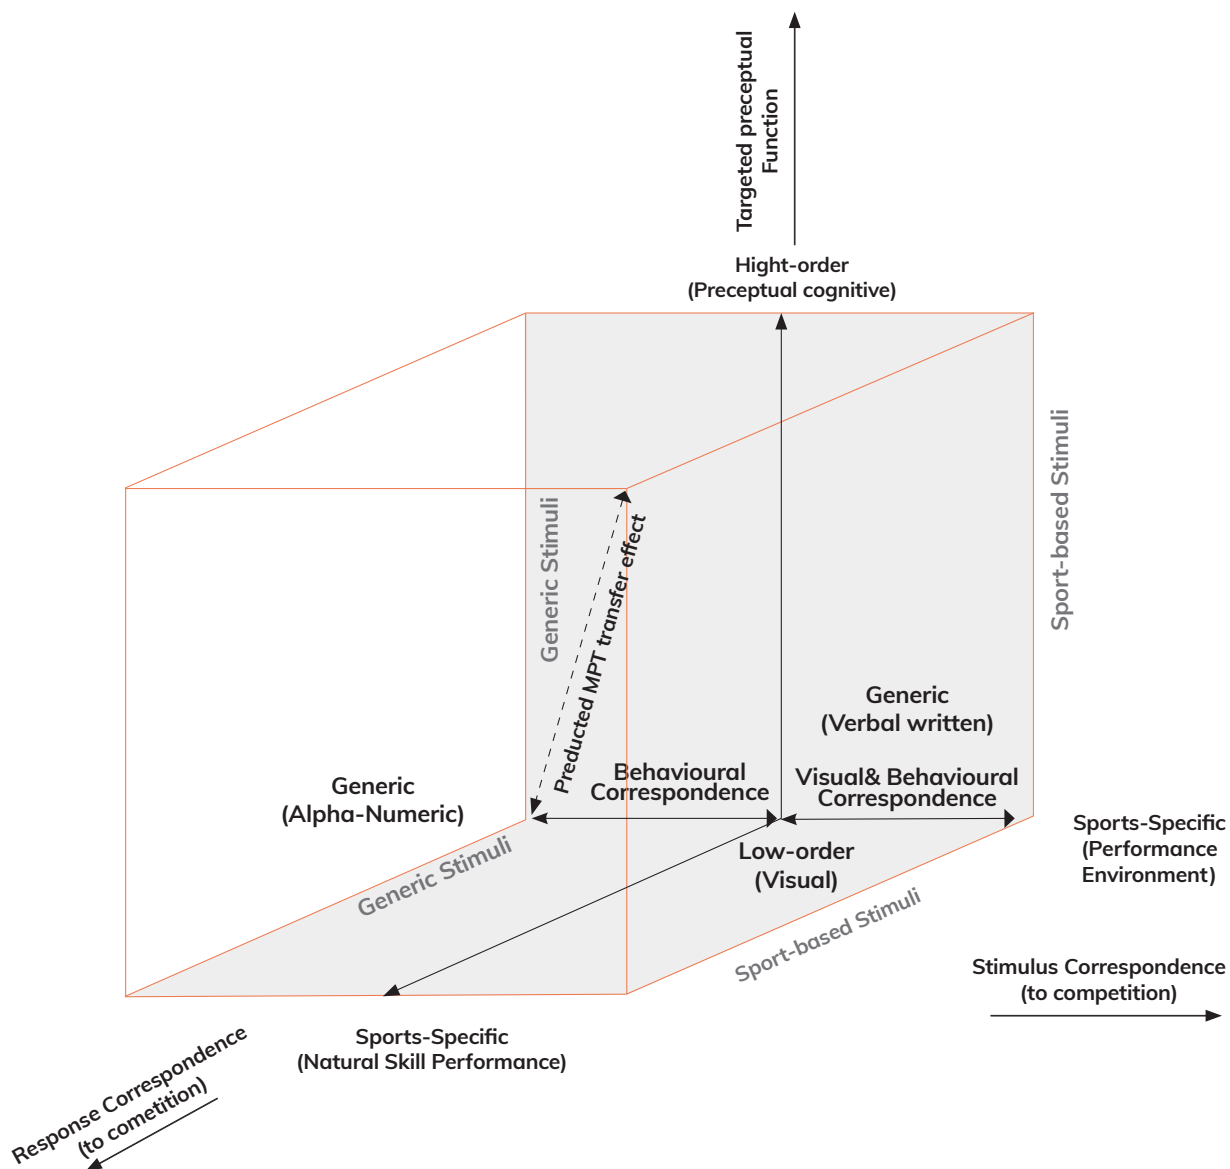 Targeted preceptual
Function
Hight-order
(Preceptual cognitive)
Sport-based Stimuli
Generic Stimuli
Preducted MPT transfer effect
Generic
(Verbal written)
Behavioural
Correspondence
Visual& Behavioural
Correspondence
Generic
(Alpha-Numeric)
Sports-Specific
(Performance
Environment)
Low-order
(Visual)
Generic Stimuli
Sport-based Stimuli
Stimulus Correspondence
(to competition)
Sports-Specific
(Natural Skill Performance)
Response Correspondence
(to cometition)